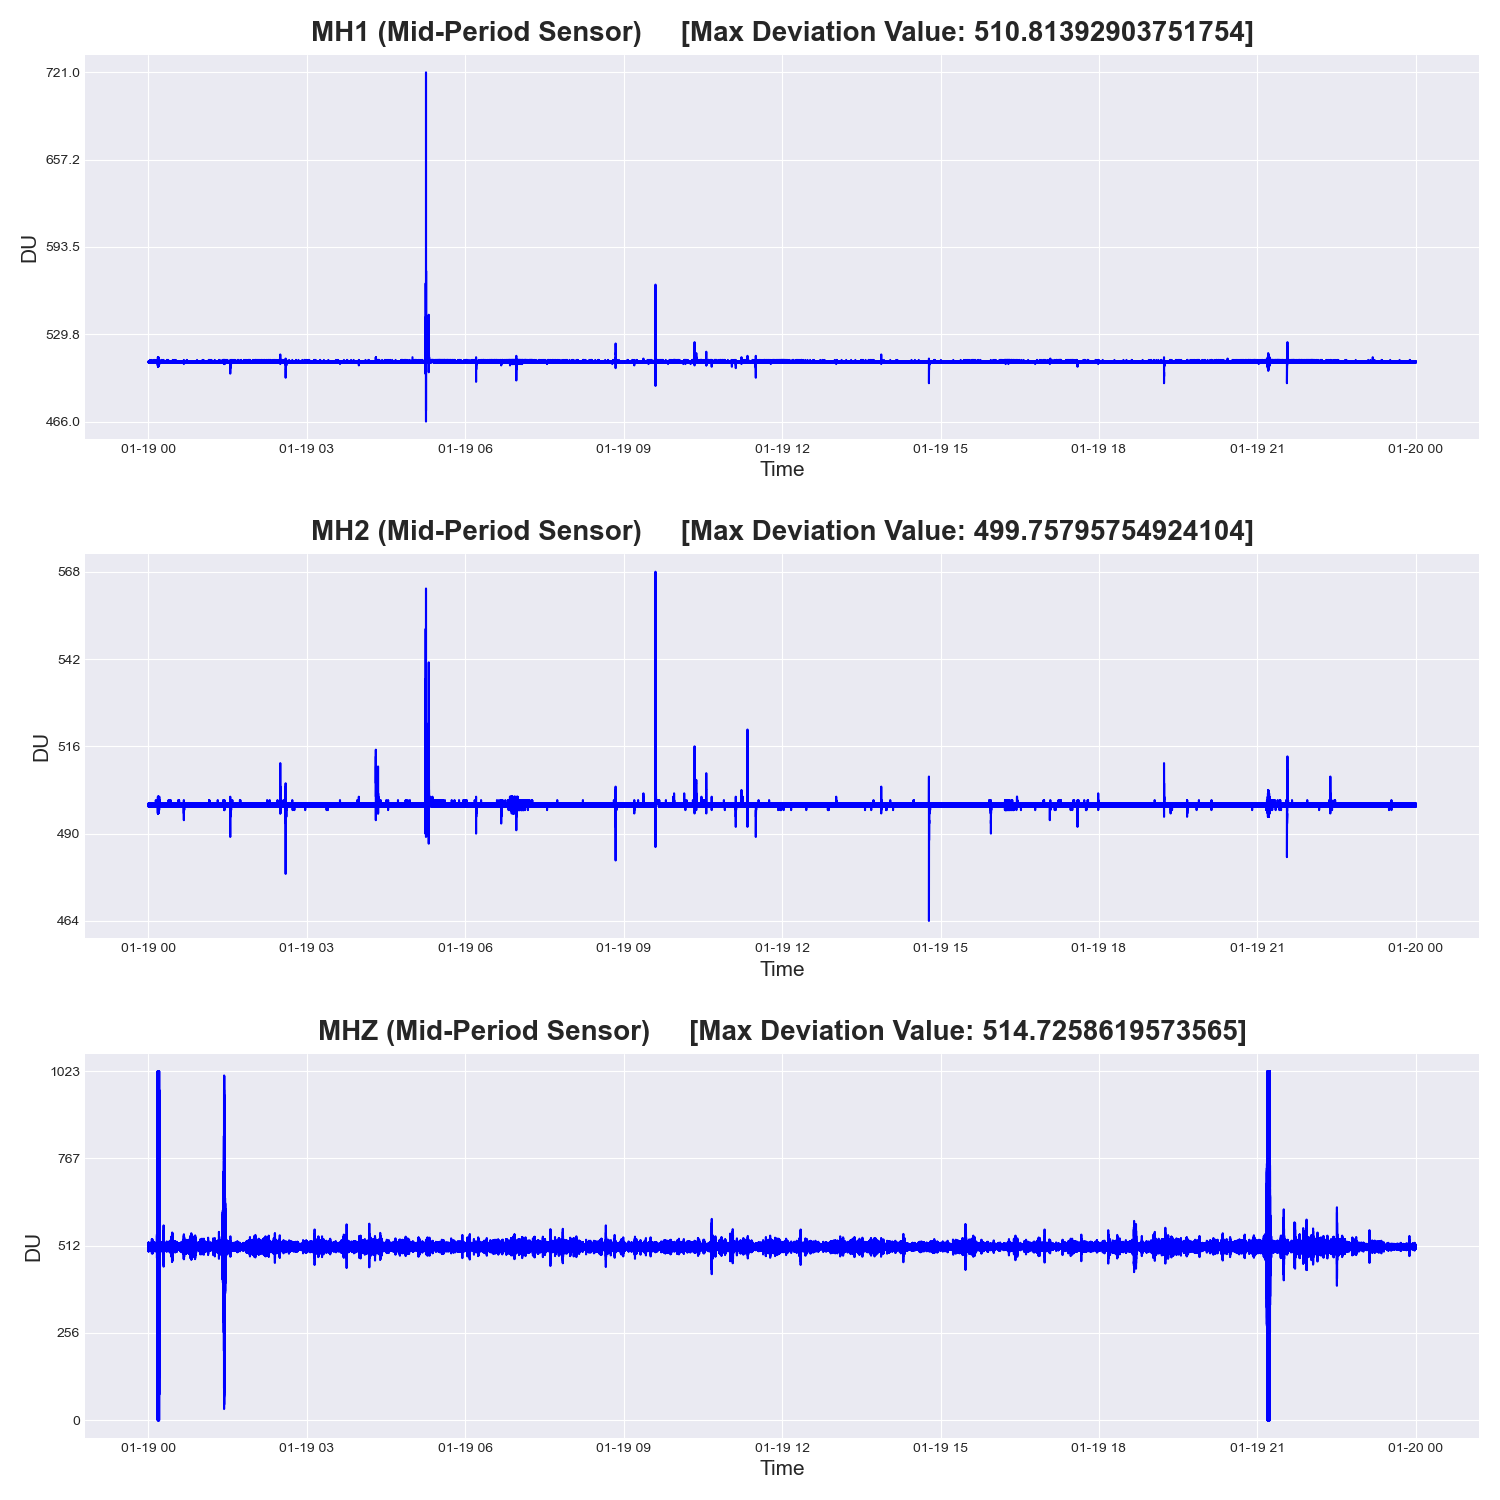 MH1 (Mid-Period Sensor) [Max Deviation Value: 510.81392903751754]
721.0
657.2
593.5
529.8
466.0
DU
01-19 00 01-19 03 01-19 06 01-19 09 01-19 12 01-19 15 01-19 18 01-19 21 01-20 00
Time
MH2 (Mid-Period Sensor) [Max Deviation Value: 499.75795754924104]
568
542
516
490
464
DU
01-19 00 01-19 03 01-19 06 01-19 09 01-19 12 01-19 15 01-19 18 01-19 21 01-20 00
Time
MHZ (Mid-Period Sensor) [Max Deviation Value: 514.7258619573565]
1023
767
512
256
0
DU
01-19 00 01-19 03 01-19 06 01-19 09 01-19 12 01-19 15 01-19 18 01-19 21 01-20 00
Time